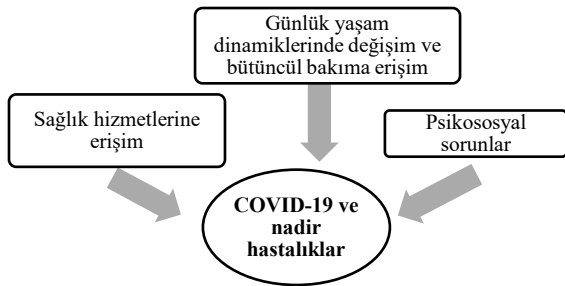 Günlük yaşam
dinamiklerinde değişim ve
bütüncül bakıma erişim
Sağlık hizmetlerine
erişim
Psikososyal
sorunlar
COVID-19 ve
nadir
hastalıklar